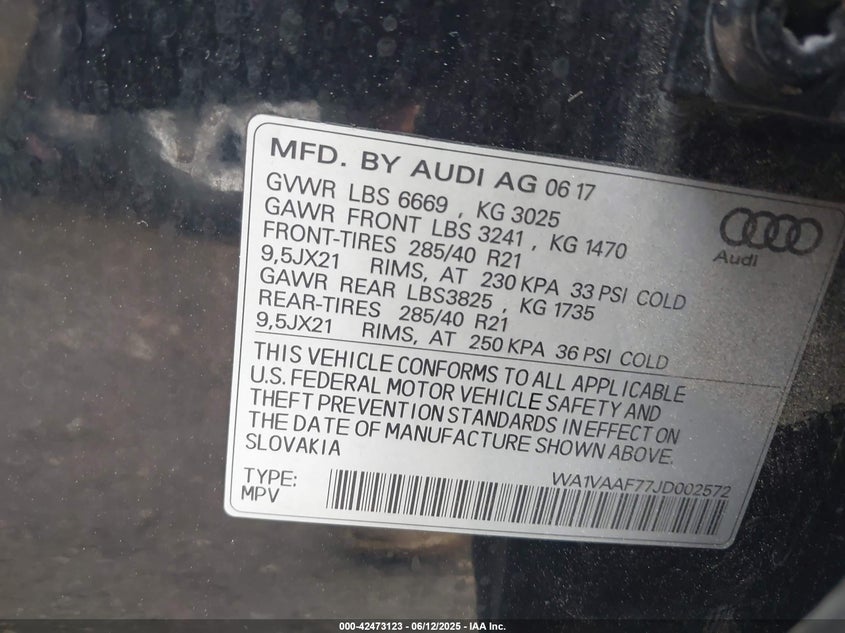 MFD. BY AUDI AG 06 17
GVWR LBS 6669 , KG 3025
GAWR FRONT LBS 3241 , KG 1470
FRONT-TIRES 285/40 R21
9,5JX21 RIMS, AT 230 KPA 33 PSI COLD
GAWR REAR LBS3825 , KG 1735
REAR-TIRES 285/40 R21
9,5JX21 RIMS, AT 250 KPA 36 PSI COLD
Audi
THIS VEHICLE CONFORMS TO ALL APPLICABLE
U.S. FEDERAL MOTOR VEHICLE SAFETY AND
THEFT PREVENTION STANDARDS IN EFFECT ON
THE DATE OF MANUFACTURE SHOWN ABOVE.
SLOVAKIA
TYPE:
MPV
WA1VAAF77JD002572
000-42473123 - 06/12/2025 - IAA Inc.